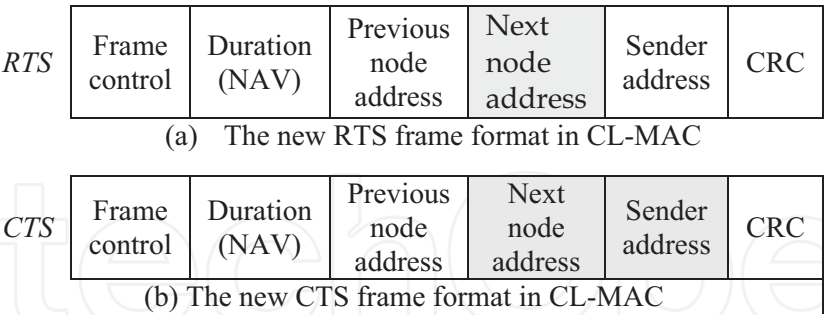 RTS
Frame control
Duration (NAV)
Previous node address
Next node address
Sender address
CRC
(a) The new RTS frame format in CL-MAC
CTS
Frame control
Duration (NAV)
Previous node address
Next node address
Sender address
CRC
(b) The new CTS frame format in CL-MAC